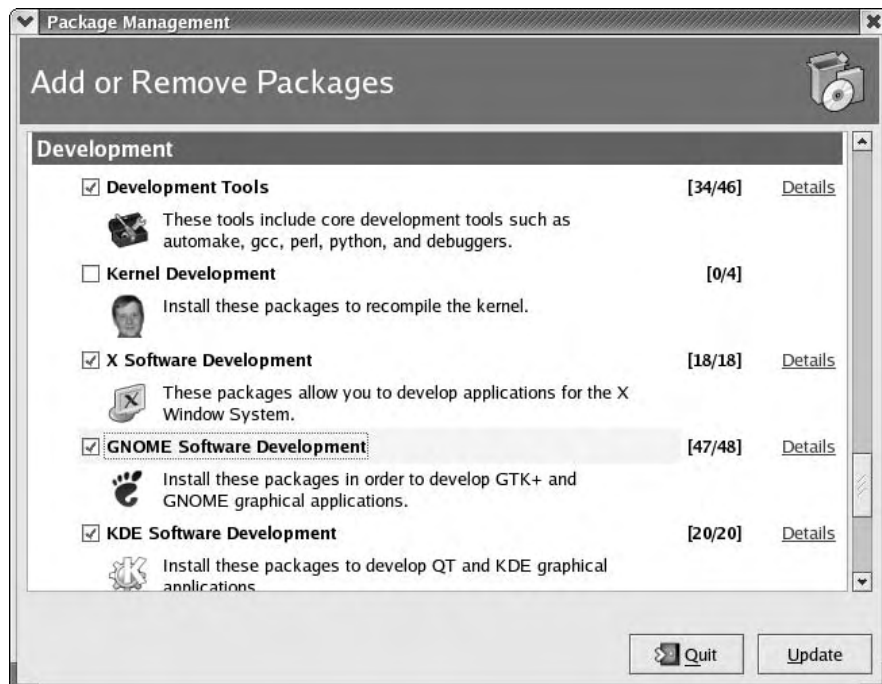 Package Management
Add or Remove Packages
Development
Development Tools [34/46] Details
These tools include core development tools such as
automake, gcc, perl, python, and debuggers.
Kernel Development [0/4]
Install these packages to recompile the kernel.
X Software Development [18/18] Details
X
These packages allow you to develop applications for the X
Window System.
GNOME Software Development [47/48] Details
Install these packages in order to develop GTK+ and
GNOME graphical applications.
KDE Software Development [20/20] Details
K
Install these packages to develop QT and KDE graphical
applications.
Quit Update